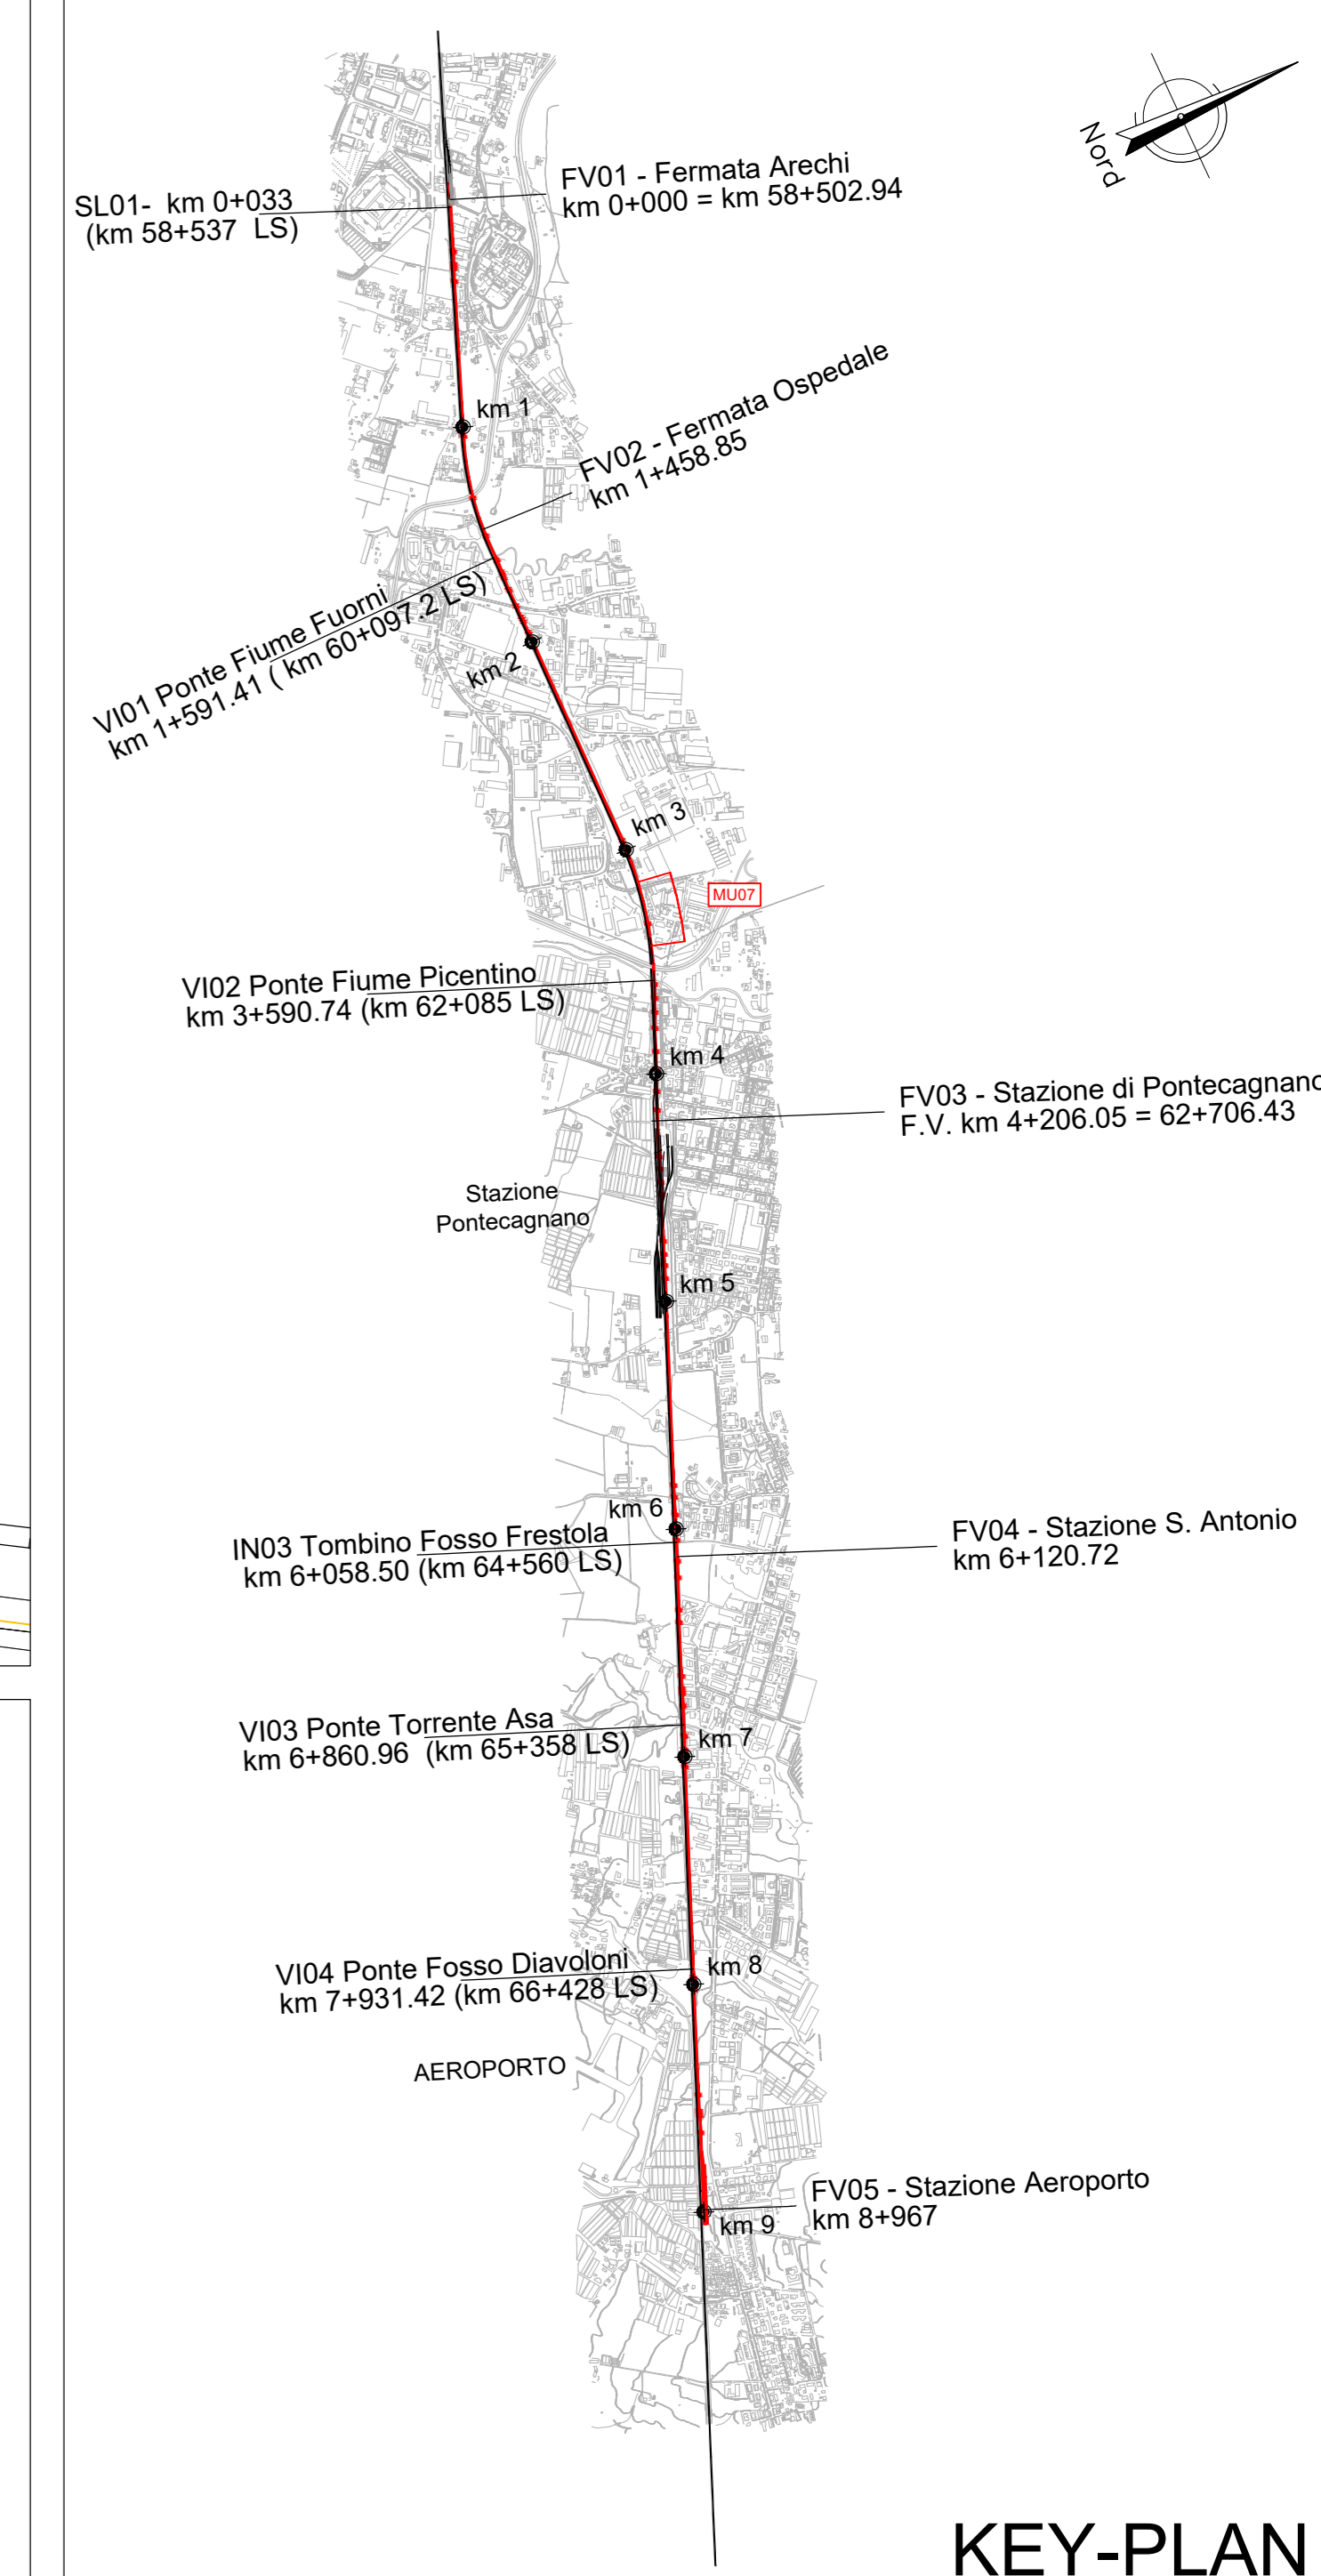 Nord
FV01 - Fermata Arechi
km 0+000 = km 58+502.94
SL01- km 0+033
(km 58+537 LS)
km 1
FV02 - Fermata Ospedale
km 1+458.85
VI01 Ponte Fiume Fuorni
km 1+591.41 ( km 60+097.2 LS)
km 2
km 3
MU07
VI02 Ponte Fiume Picentino
km 3+590.74 (km 62+085 LS)
km 4
FV03 - Stazione di Pontecagnano
F.V. km 4+206.05 = 62+706.43
Stazione
Pontecagnano
km 5
km 6
IN03 Tombino Fosso Frestola
km 6+058.50 (km 64+560 LS)
FV04 - Stazione S. Antonio
km 6+120.72
VI03 Ponte Torrente Asa
km 6+860.96 (km 65+358 LS)
km 7
VI04 Ponte Fosso Diavoloni
km 7+931.42 (km 66+428 LS)
km 8
AEROPORTO
FV05 - Stazione Aeroporto
km 8+967
km 9
KEY-PLAN